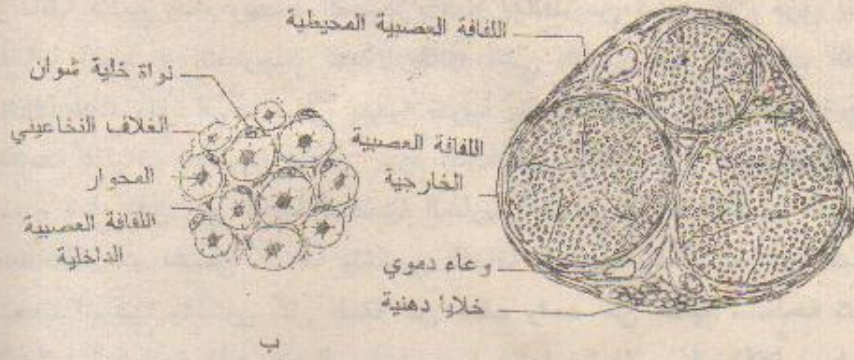 اللفافة العصبية المحيطية
اللفافة العصبية
الخارجية
وعاء دموي
خلايا دهنية
نواة خلية شوان
الغلاف النخاعيني
المحوار
اللفافة العصبية
الداخلية
ب